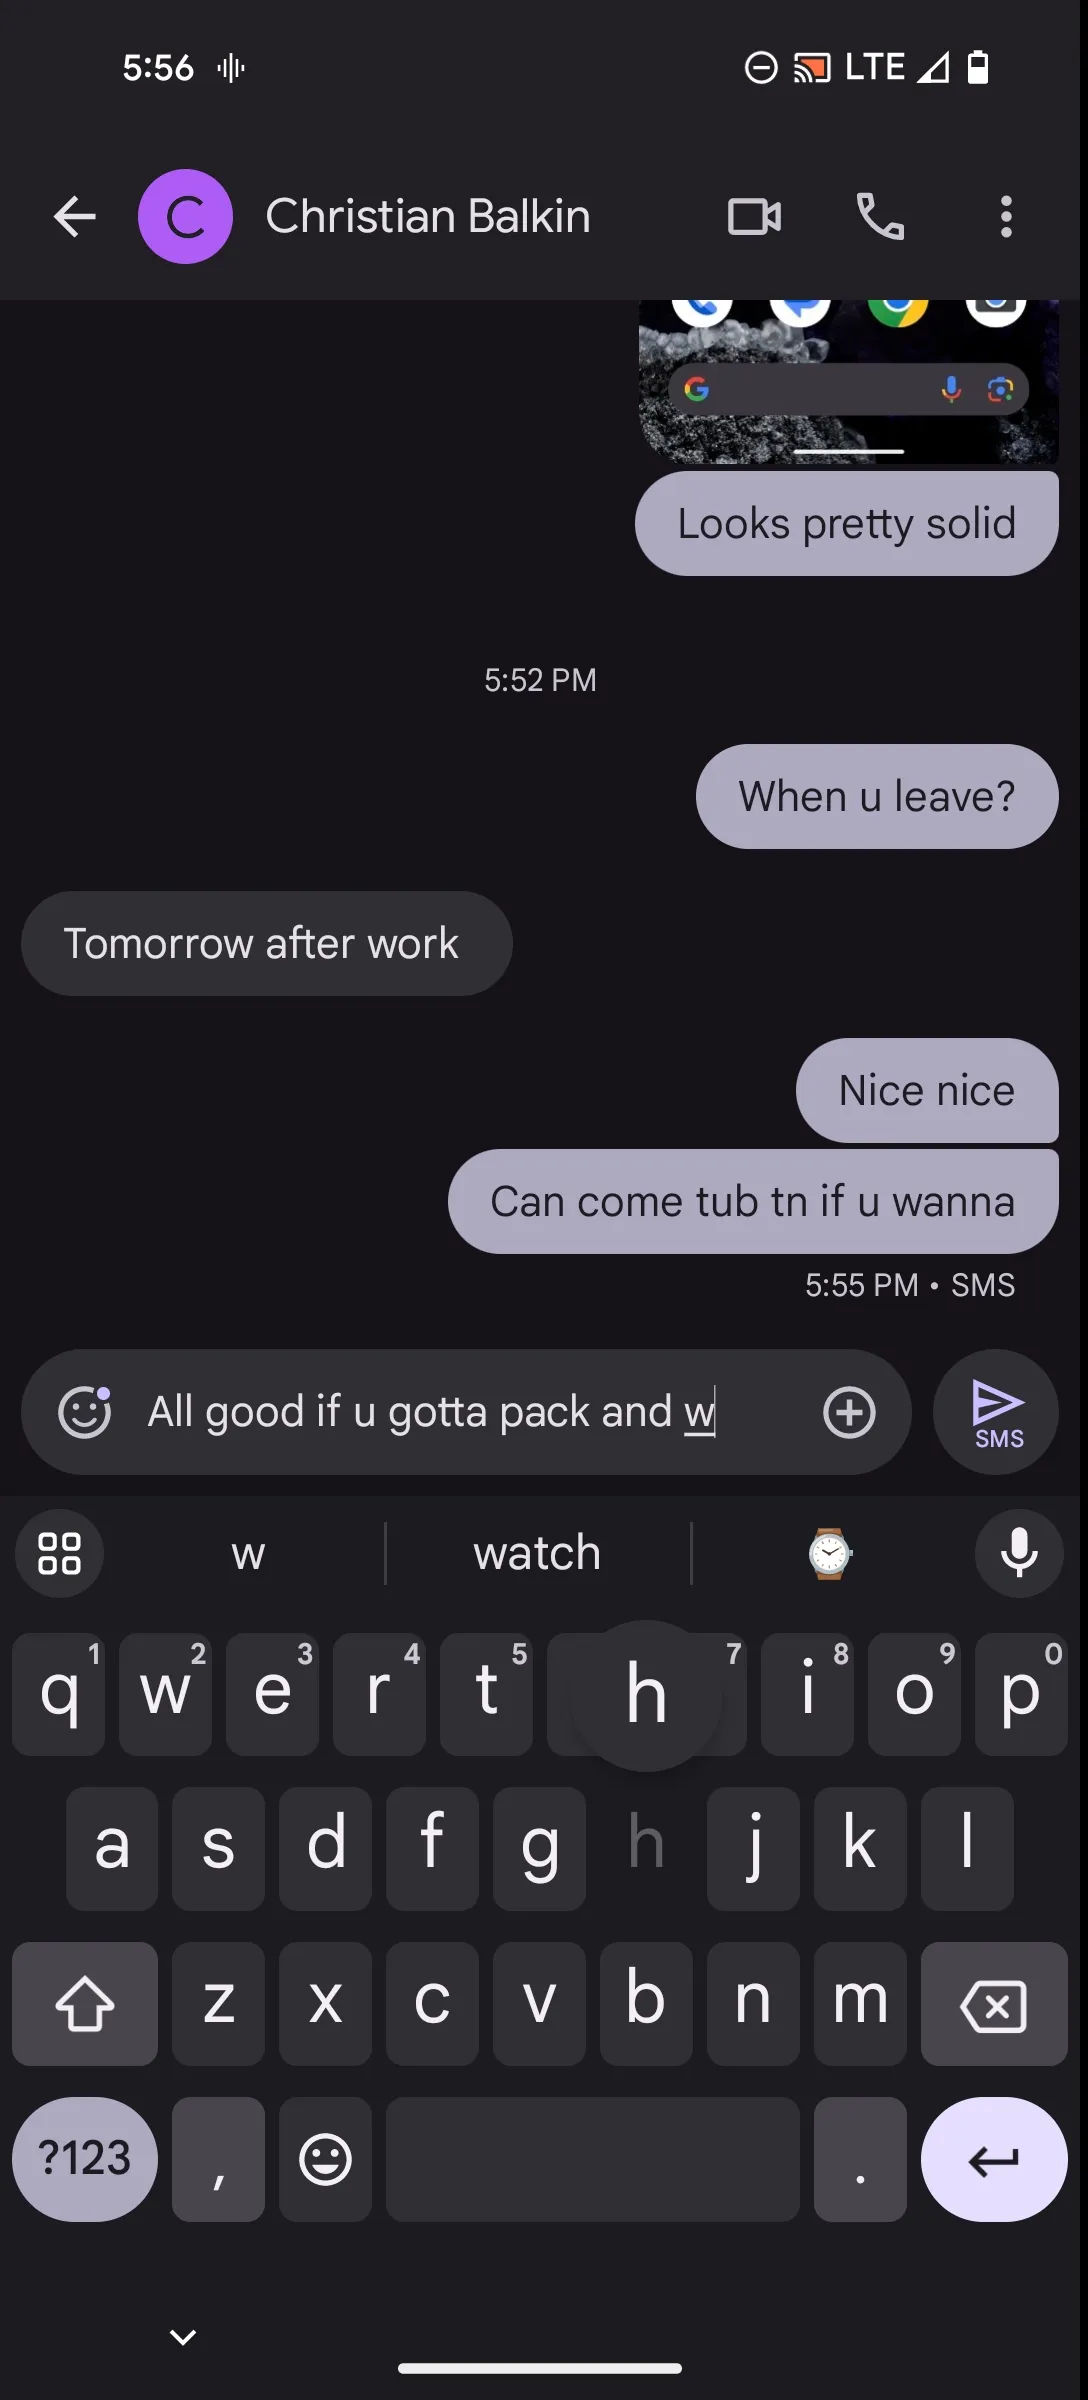 5:56 LTE
C Christian Balkin
G
Looks pretty solid
5:52 PM
When u leave?
Tomorrow after work
Nice nice
Can come tub tn if u wanna
5:55 PM • SMS
All good if u gotta pack and w
SMS
w watch ⌚
q 1 w 2 e 3 r 4 t 5 h 7 i 8 o 9 p 0
a s d f g h j k l
z x c v b n m
?123 , .